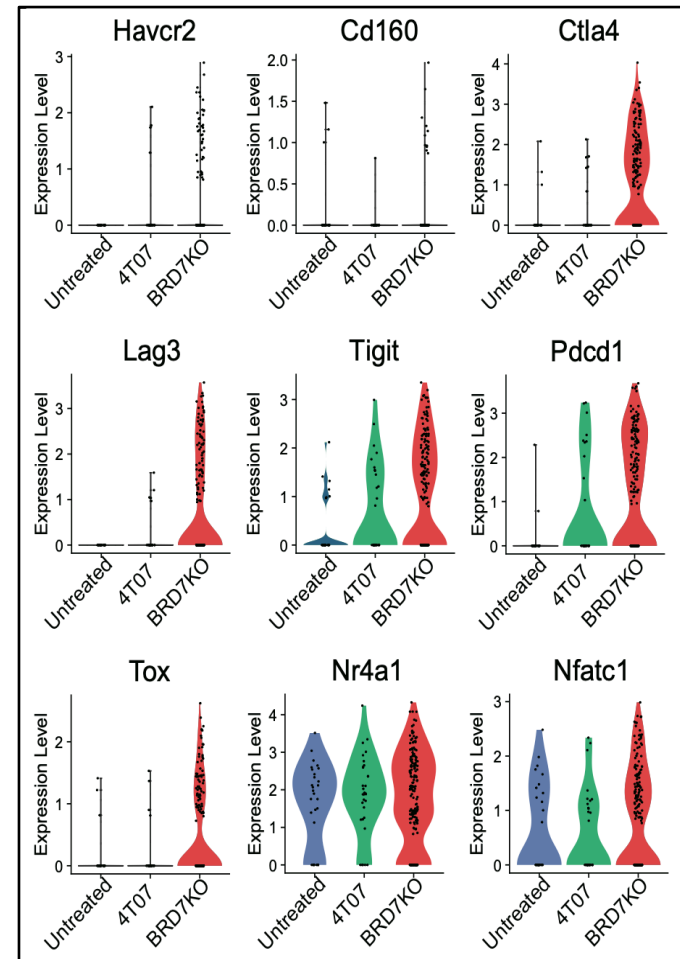 Havcr2
Expression Level
3
2
1
0
Untreated
4T07
BRD7KO
Cd160
Expression Level
2.0
1.5
1.0
0.5
0.0
Untreated
4T07
BRD7KO
Ctla4
Expression Level
4
3
2
1
0
Untreated
4T07
BRD7KO
Lag3
Expression Level
3
2
1
0
Untreated
4T07
BRD7KO
Tigit
Expression Level
3
2
1
0
Untreated
4T07
BRD7KO
Pdcd1
Expression Level
3
2
1
0
Untreated
4T07
BRD7KO
Tox
Expression Level
2
1
0
Untreated
4T07
BRD7KO
Nr4a1
Expression Level
4
3
2
1
0
Untreated
4T07
BRD7KO
Nfatc1
Expression Level
3
2
1
0
Untreated
4T07
BRD7KO